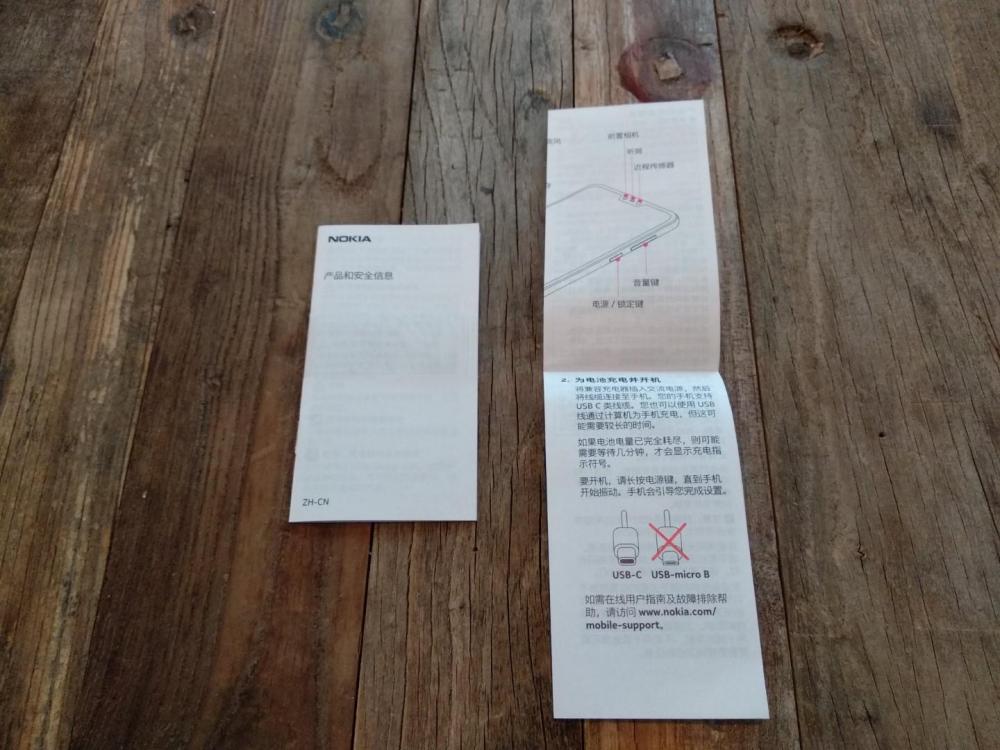 NOKIA
产品和安全信息
ZH-CN
前置相机
听筒
近程传感器
音量键
电源 / 锁定键
2. 为电池充电并开机
将兼容充电器插入交流电源，然后
将线缆连接至手机。您的手机支持
USB C 类线缆。您也可以使用 USB
线通过计算机为手机充电，但这可
能需要较长的时间。
如果电池电量已完全耗尽，则可能
需要等待几分钟，才会显示充电指
示符号。
要开机，请长按电源键，直到手机
开始振动。手机会引导您完成设置。
USB-C USB-micro B
如需在线用户指南及故障排除帮
助，请访问 www.nokia.com/
mobile-support。